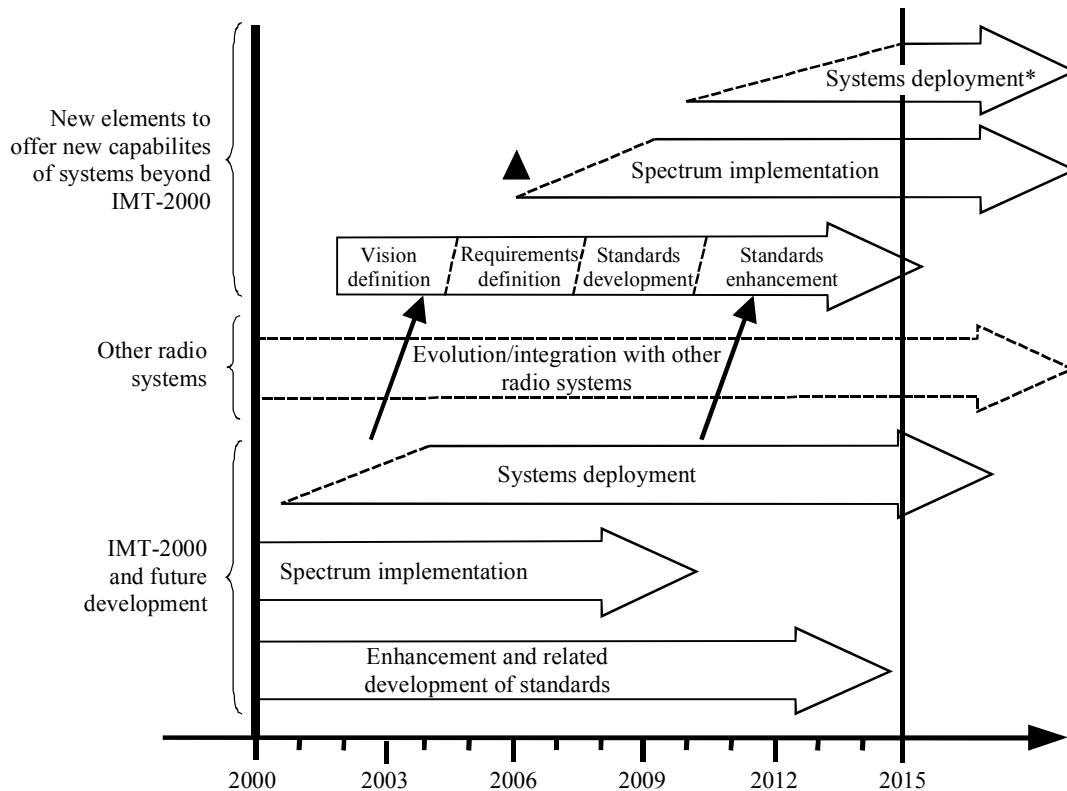 Systems deployment*
New elements to
offer new capabilites
of systems beyond
IMT-2000
Spectrum implementation
Vision
definition
Requirements
definition
Standards
development
Standards
enhancement
Other radio
systems
Evolution/integration with other
radio systems
Systems deployment
IMT-2000
and future
development
Spectrum implementation
Enhancement and related
development of standards
2000
2003
2006
2009
2012
2015